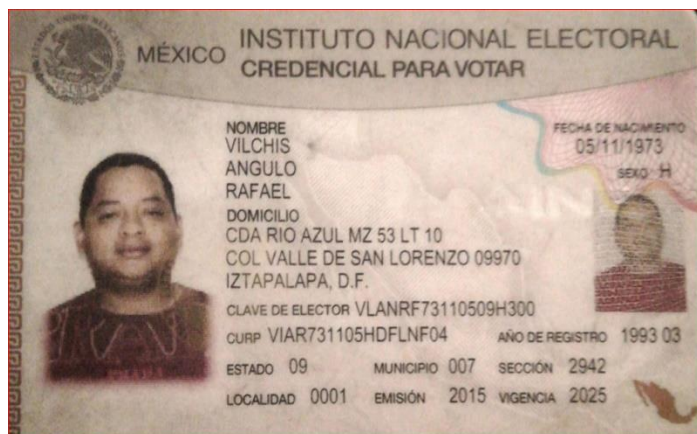 MÉXICO INSTITUTO NACIONAL ELECTORAL
CREDENCIAL PARA VOTAR
NOMBRE
VILCHIS
ANGULO
RAFAEL
FECHA DE NACIMIENTO
05/11/1973
SEXO H
DOMICILIO
CDA RIO AZUL MZ 53 LT 10
COL VALLE DE SAN LORENZO 09970
IZTAPALAPA, D.F.
CLAVE DE ELECTOR VLANRF73110509H300
CURP VIAR731105HDFLNF04 AÑO DE REGISTRO 1993 03
ESTADO 09 MUNICIPIO 007 SECCIÓN 2942
LOCALIDAD 0001 EMISIÓN 2015 VIGENCIA 2025